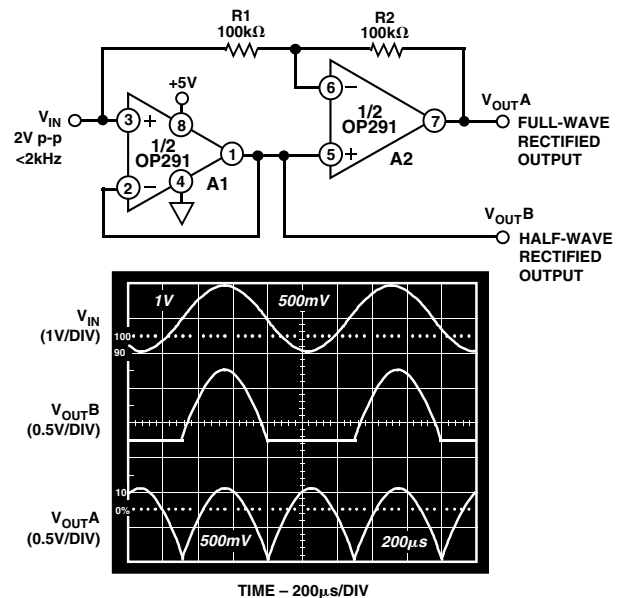 R1
100kΩ
R2
100kΩ
+5V
VIN
2V p-p
<2kHz
3
+
8
1/2
OP291
1
2
−
4
A1
6
−
1/2
OP291
7
5
+
A2
VOUTA
FULL-WAVE
RECTIFIED
OUTPUT
VOUTB
HALF-WAVE
RECTIFIED
OUTPUT
1V
500mV
VIN
(1V/DIV)
100
90
VOUTB
(0.5V/DIV)
10
0%
VOUTA
(0.5V/DIV)
500mV
200μs
TIME – 200μs/DIV